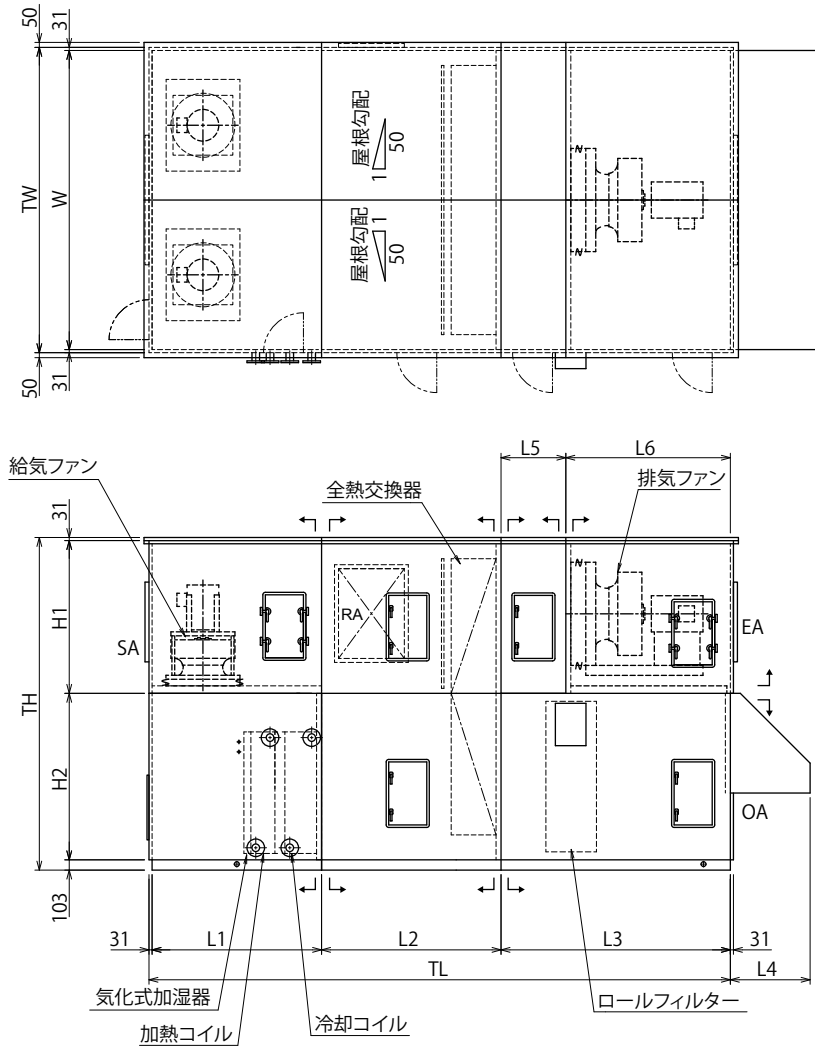 50
31
TW
W
31
50
屋根勾配
1
50
屋根勾配
1
50
給気ファン
全熱交換器
L5
L6
排気ファン
31
H1
TH
H2
103
SA
RA
EA
OA
31
L1
L2
L3
31
TL
L4
気化式加湿器
加熱コイル
冷却コイル
ロールフィルター